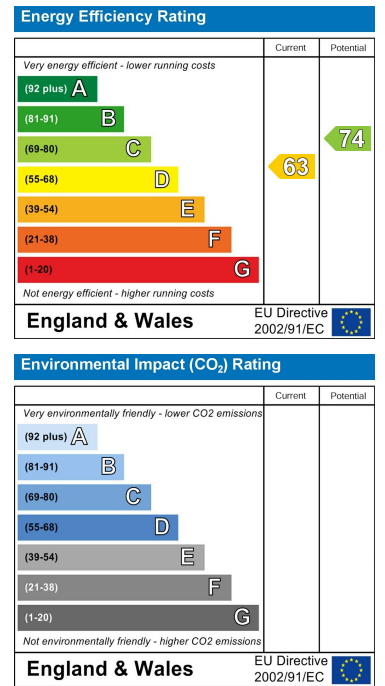 Energy Efficiency Rating
Current Potential
Very energy efficient - lower running costs
(92 plus) A
(81-91) B
(69-80) C
(55-68) D
(39-54) E
(21-38) F
(1-20) G
63
74
Not energy efficient - higher running costs
England & Wales
EU Directive
2002/91/EC
Environmental Impact (CO₂) Rating
Current Potential
Very environmentally friendly - lower CO2 emissions
(92 plus) A
(81-91) B
(69-80) C
(55-68) D
(39-54) E
(21-38) F
(1-20) G
Not environmentally friendly - higher CO2 emissions
England & Wales
EU Directive
2002/91/EC